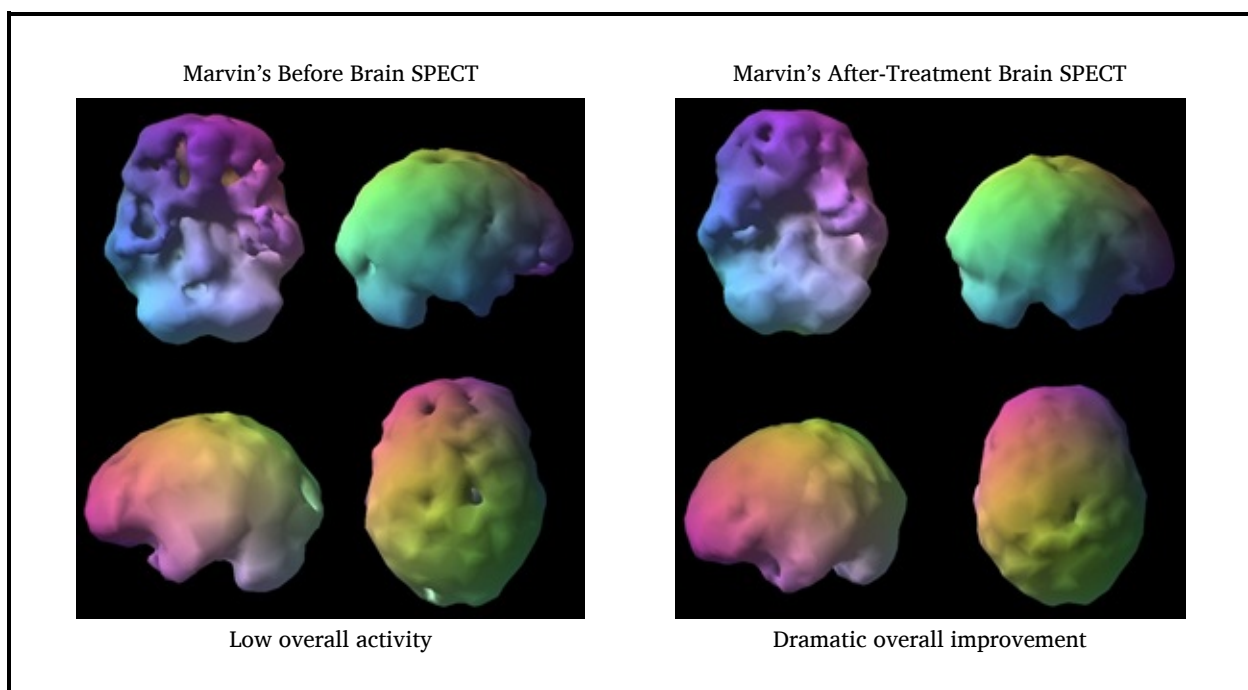 Marvin’s Before Brain SPECT
Marvin’s After-Treatment Brain SPECT
Low overall activity
Dramatic overall improvement